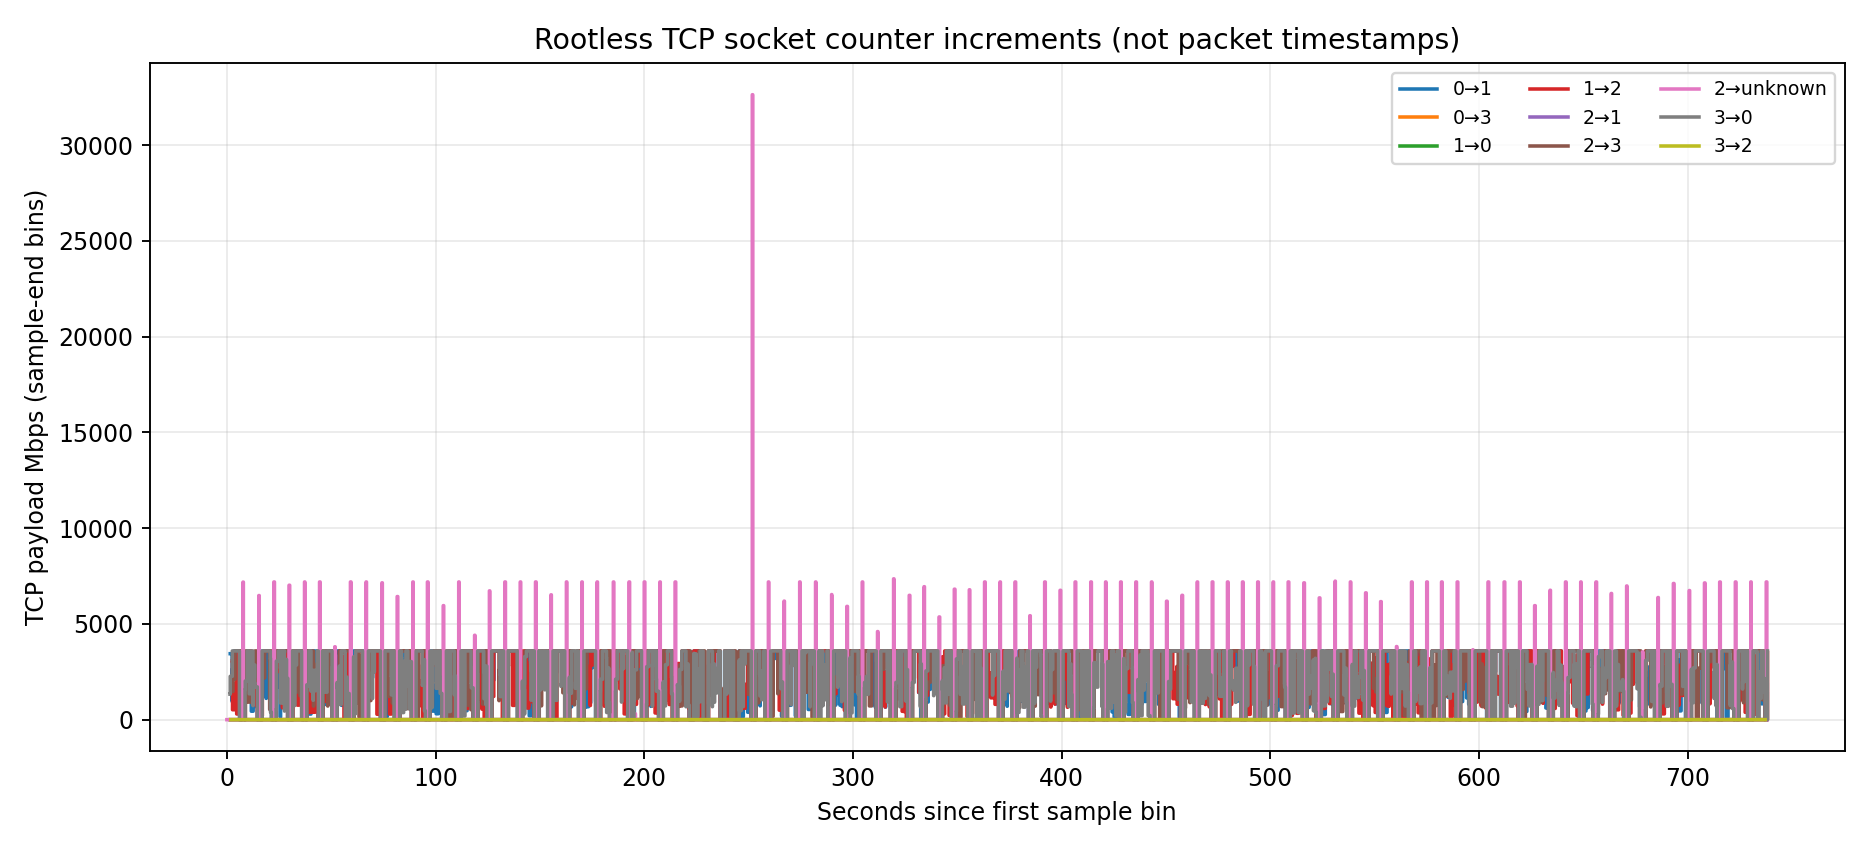 Rootless TCP socket counter increments (not packet timestamps)
0→1 1→2 2→unknown
0→3 2→1 3→0
1→0 2→3 3→2
TCP payload Mbps (sample-end bins)
30000
25000
20000
15000
10000
5000
0
0 100 200 300 400 500 600 700
Seconds since first sample bin